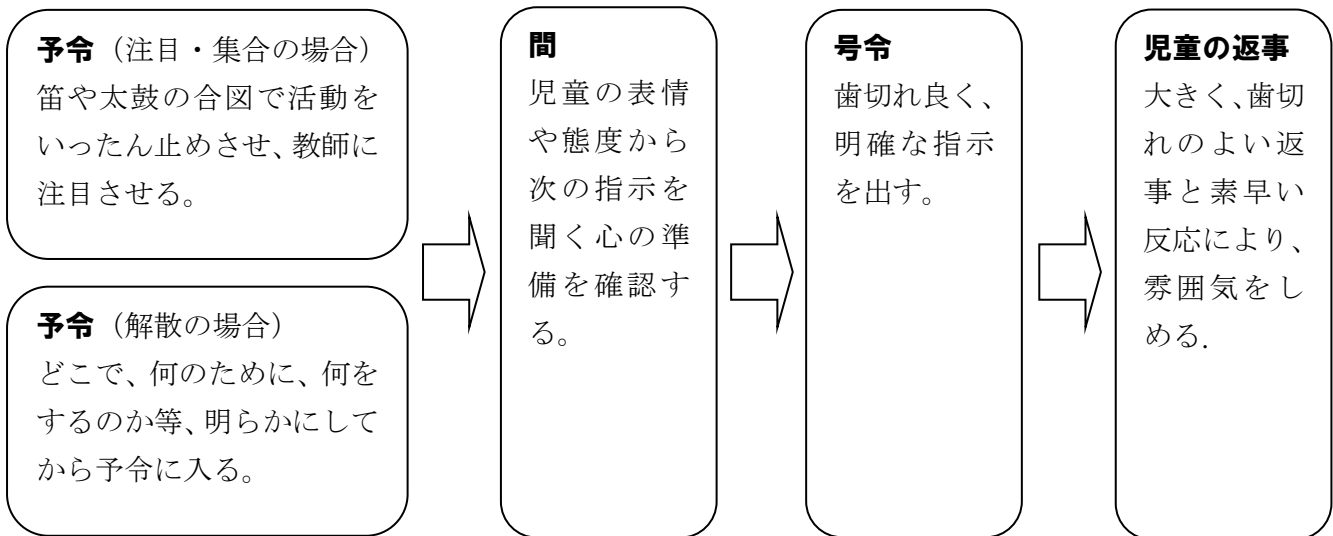 予令（注目・集合の場合）
笛や太鼓の合図で活動を
いったん止めさせ、教師に
注目させる。
予令（解散の場合）
どこで、何のために、何を
するのか等、明らかにして
から予令に入る。
間
児童の表情
や態度から
次の指示を
聞く心の準
備を確認す
る。
号令
歯切れ良く、
明確な指示
を出す。
児童の返事
大きく、歯切
れのよい返
事と素早い
反応により、
雰囲気をし
める.